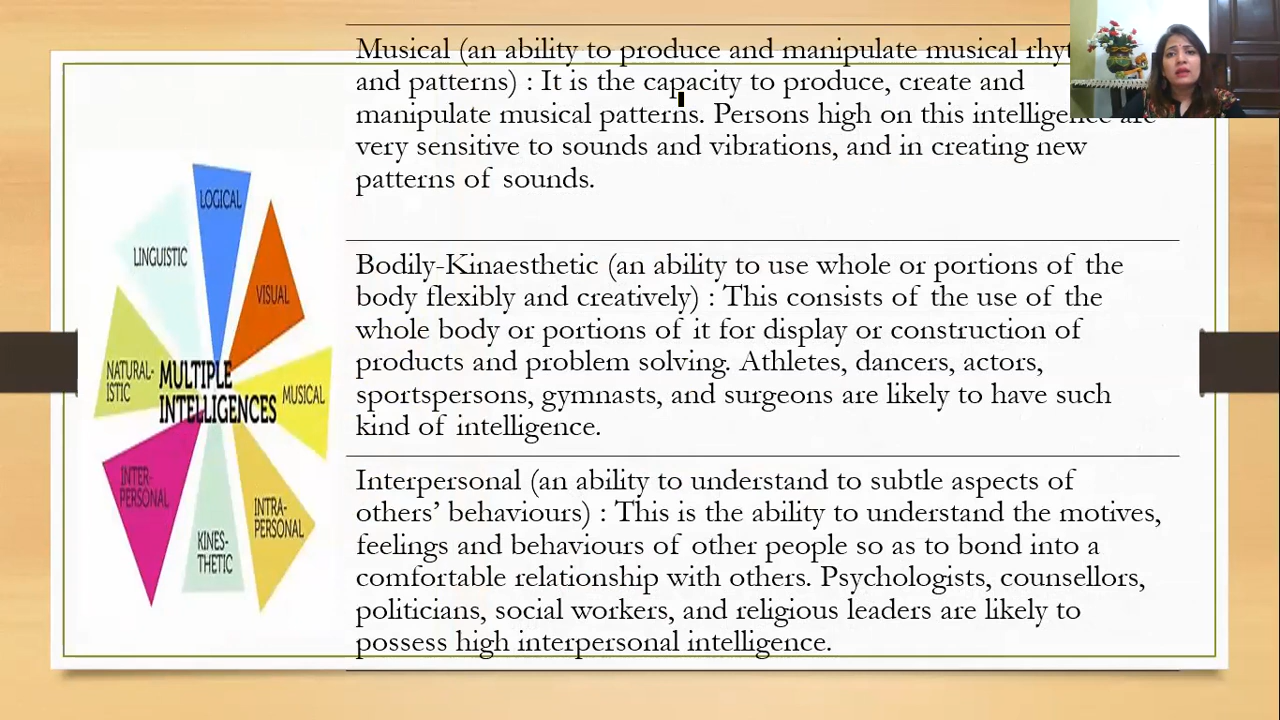 Musical (an ability to produce and manipulate musical
and patterns) : It is the capacity to produce, create and
manipulate musical patterns. Persons high on this intelligence are
very sensitive to sounds and vibrations, and in creating new
patterns of sounds.
Bodily-Kinaesthetic (an ability to use whole or portions of the
body flexibly and creatively) : This consists of the use of the
whole body or portions of it for display or construction of
products and problem solving. Athletes, dancers, actors,
sportspersons, gymnasts, and surgeons are likely to have such
kind of intelligence.
Interpersonal (an ability to understand to subtle aspects of
others’ behaviours) : This is the ability to understand the motives,
feelings and behaviours of other people so as to bond into a
comfortable relationship with others. Psychologists, counsellors,
politicians, social workers, and religious leaders are likely to
possess high interpersonal intelligence.
LOGICAL
LINGUISTIC
VISUAL
NATURAL-
ISTIC
MULTIPLE
INTELLIGENCES
MUSICAL
INTER-
PERSONAL
INTRA-
PERSONAL
KINES-
THETIC